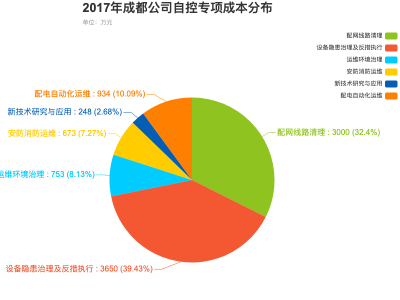 2017年成都公司自控专项成本分布
单位：万元
配网线路清理
设备隐患治理及反措执行
运维环境治理
安防消防运维
新技术研究与应用
配电自动化运维
配电自动化运维 : 934 (10.09%)
新技术研究与应用 : 248 (2.68%)
安防消防运维 : 673 (7.27%)
配网线路清理 : 3000 (32.4%)
运维环境治理 : 753 (8.13%)
设备隐患治理及反措执行 : 3650 (39.43%)